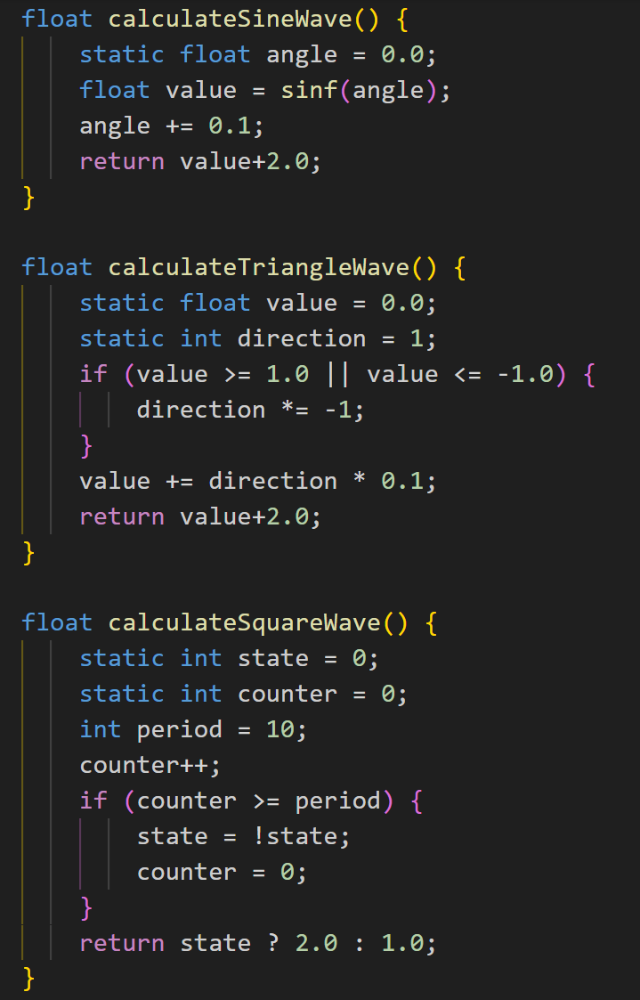 float calculateSineWave() {
    static float angle = 0.0;
    float value = sinf(angle);
    angle += 0.1;
    return value+2.0;
}

float calculateTriangleWave() {
    static float value = 0.0;
    static int direction = 1;
    if (value >= 1.0 || value <= -1.0) {
        direction *= -1;
    }
    value += direction * 0.1;
    return value+2.0;
}

float calculateSquareWave() {
    static int state = 0;
    static int counter = 0;
    int period = 10;
    counter++;
    if (counter >= period) {
        state = !state;
        counter = 0;
    }
    return state ? 2.0 : 1.0;
}